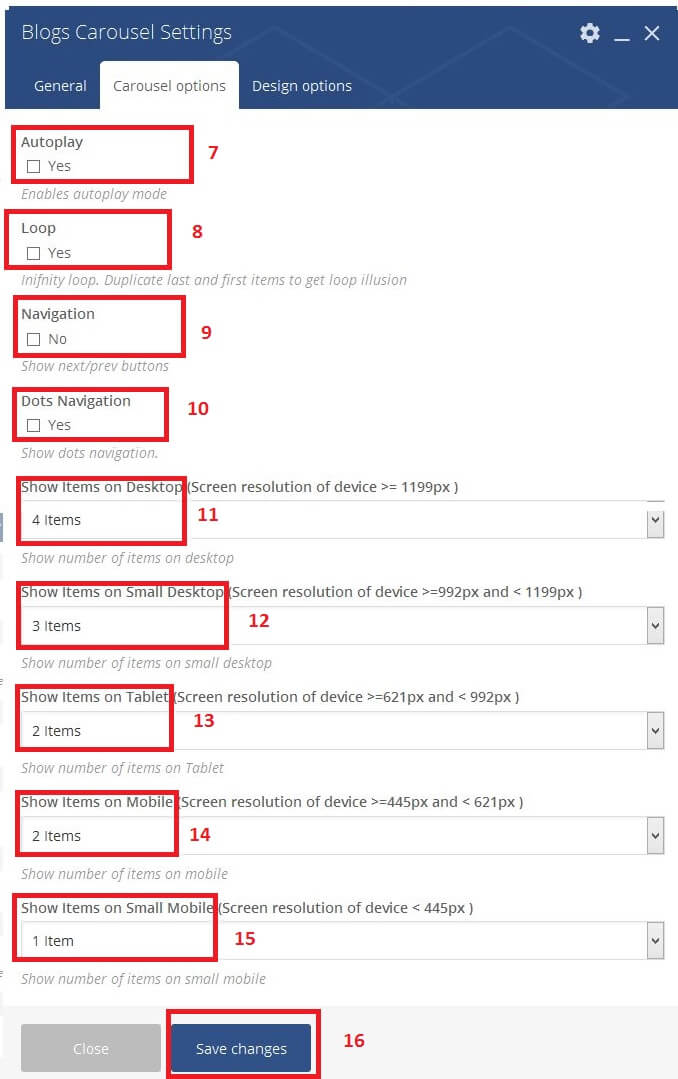 Blogs Carousel Settings
General Carousel options Design options
Autoplay
7
Yes
Enables autoplay mode
Loop
8
Yes
Inifnity loop. Duplicate last and first items to get loop illusion
Navigation
9
No
Show next/prev buttons
Dots Navigation
10
Yes
Show dots navigation.
Show Items on Desktop (Screen resolution of device >= 1199px )
4 Items
11
Show number of items on desktop
Show Items on Small Desktop (Screen resolution of device >=992px and < 1199px )
3 Items
12
Show number of items on small desktop
Show Items on Tablet (Screen resolution of device >=621px and < 992px )
2 Items
13
Show number of items on Tablet
Show Items on Mobile (Screen resolution of device >=445px and < 621px )
2 Items
14
Show number of items on mobile
Show Items on Small Mobile (Screen resolution of device < 445px )
1 Item
15
Show number of items on small mobile
Close Save changes 16